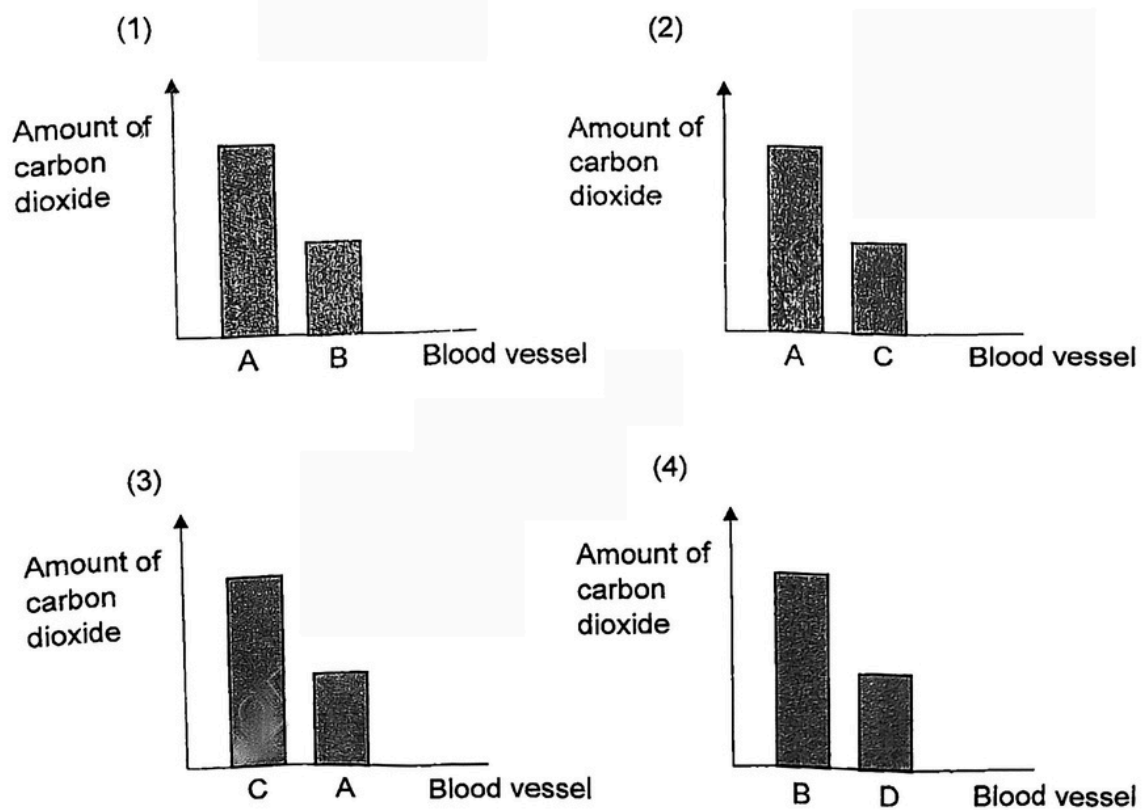 (1)
Amount of
carbon
dioxide
A B Blood vessel
(2)
Amount of
carbon
dioxide
A C Blood vessel
(3)
Amount of
carbon
dioxide
C A Blood vessel
(4)
Amount of
carbon
dioxide
B D Blood vessel